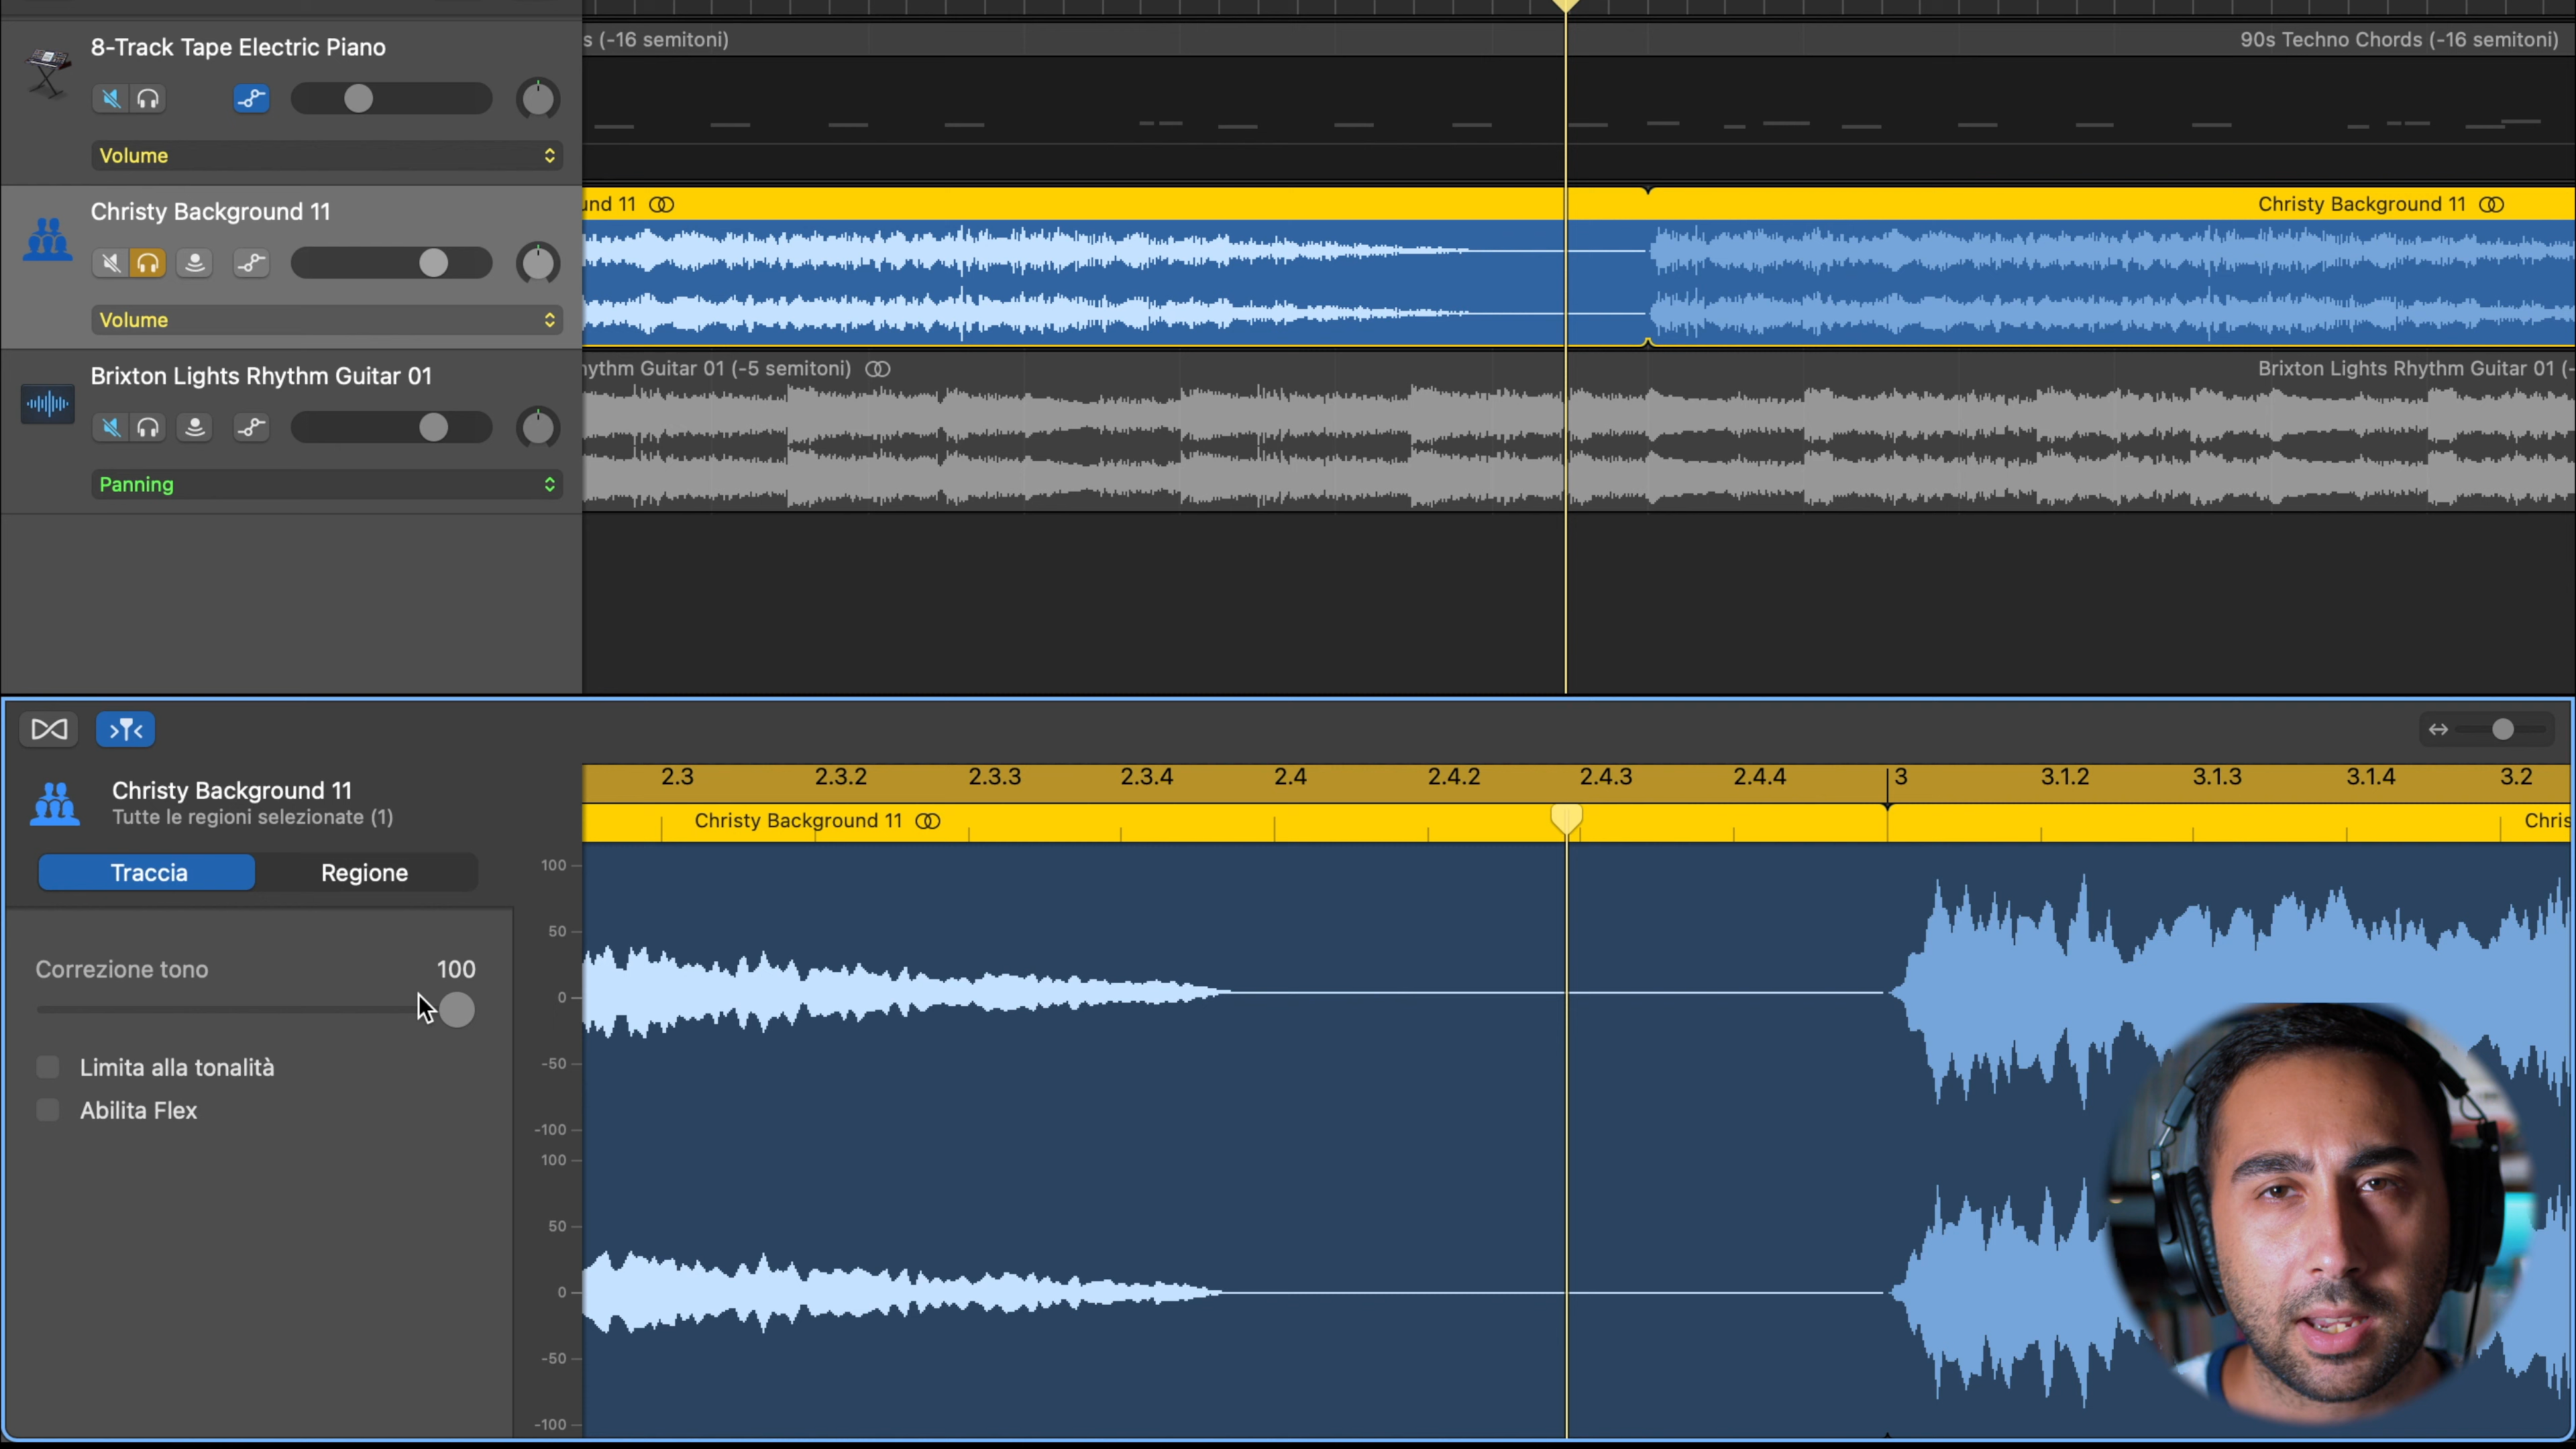 8-Track Tape Electric Piano
s (-16 semitoni)
90s Techno Chords (-16 semitoni)
Volume
Christy Background 11
und 11
Christy Background 11
Volume
Brixton Lights Rhythm Guitar 01
hythm Guitar 01 (-5 semitoni)
Brixton Lights Rhythm Guitar 01 (-
Panning
2.3 2.3.2 2.3.3 2.3.4 2.4 2.4.2 2.4.3 2.4.4 3 3.1.2 3.1.3 3.1.4 3.2
Christy Background 11
Tutte le regioni selezionate (1)
Christy Background 11
Chris
Traccia Regione
Correzione tono 100
Limita alla tonalità
Abilita Flex
100
50
0
-50
-100
100
50
0
-50
-100